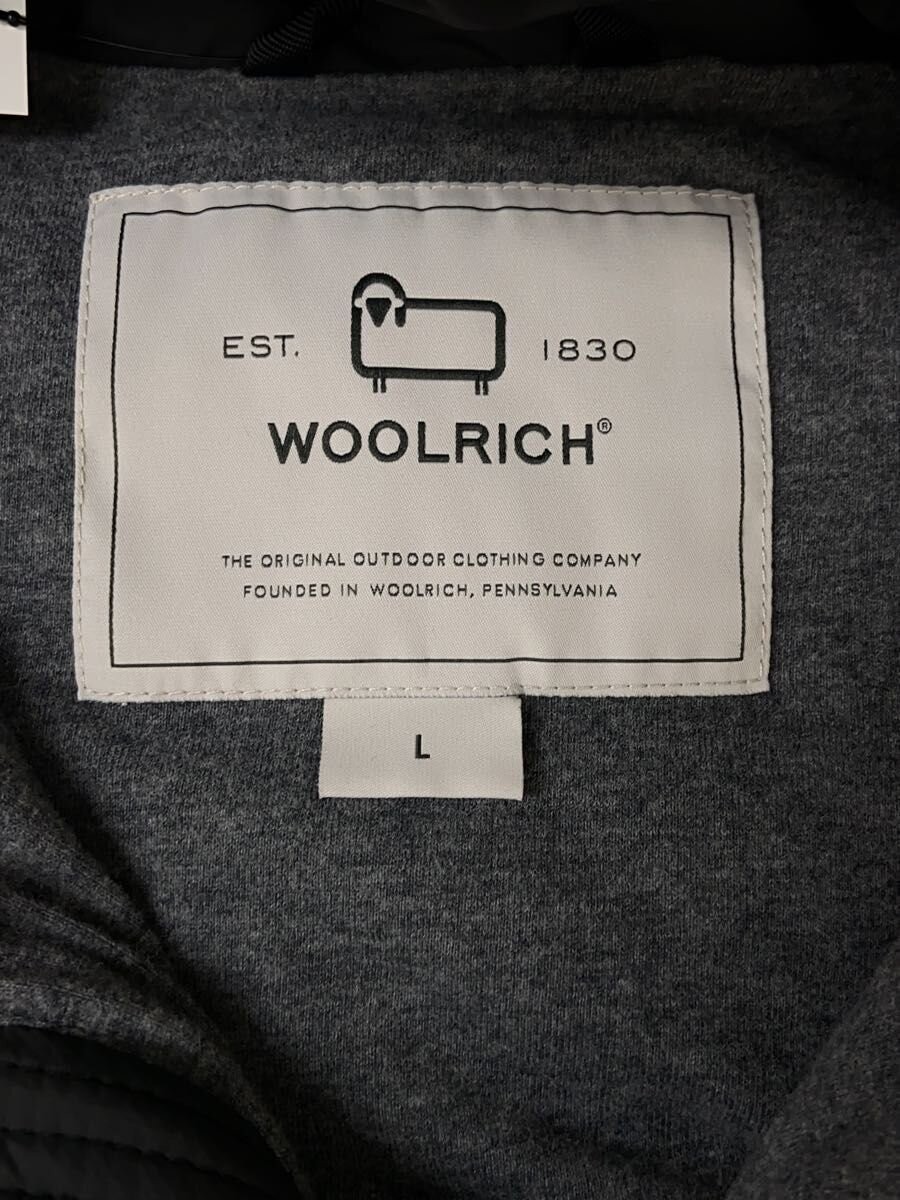 EST. 1830
WOOLRICH®
THE ORIGINAL OUTDOOR CLOTHING COMPANY
FOUNDED IN WOOLRICH, PENNSYLVANIA
L